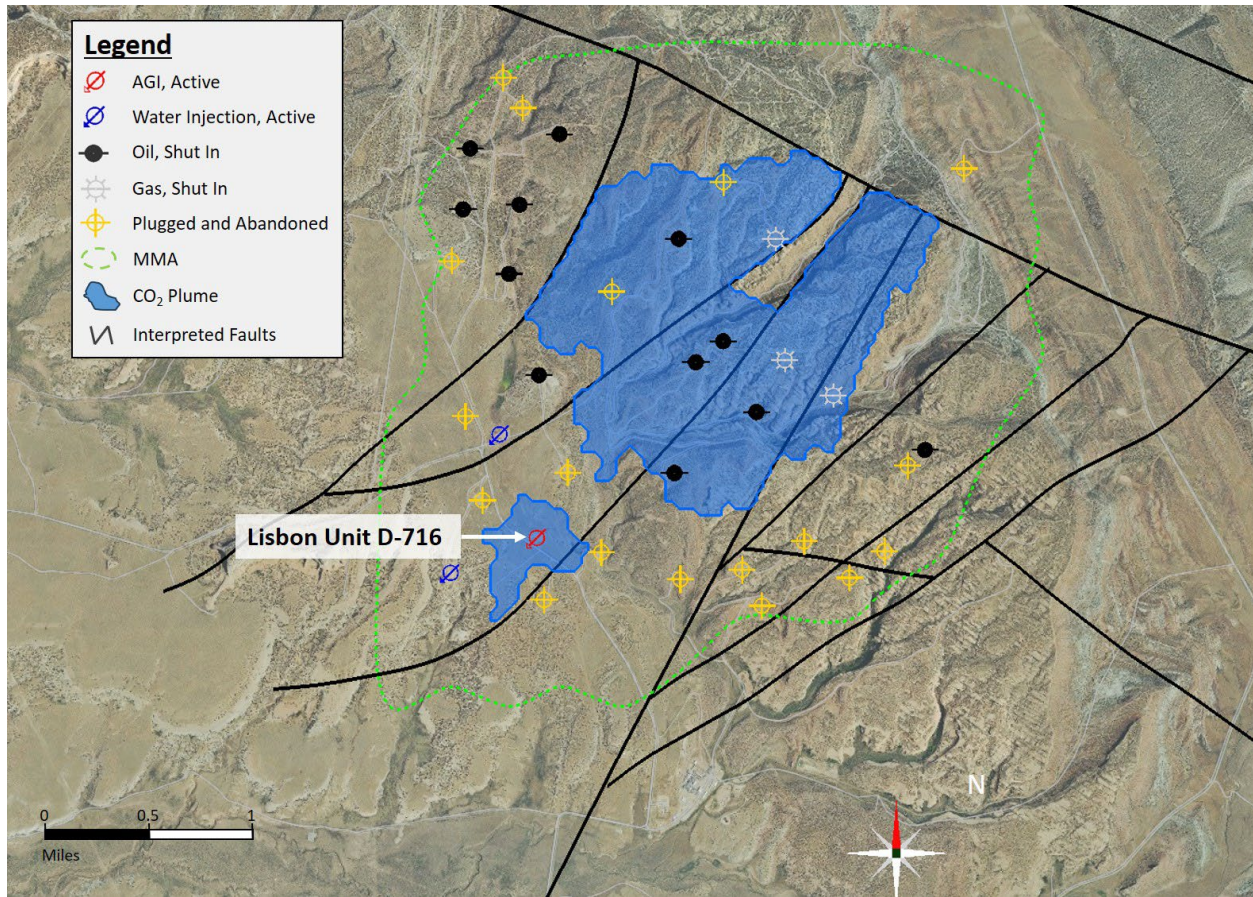 Legend
AGI, Active
Water Injection, Active
Oil, Shut In
Gas, Shut In
Plugged and Abandoned
MMA
CO₂ Plume
Interpreted Faults
Lisbon Unit D-716
N
0 0.5 1
Miles